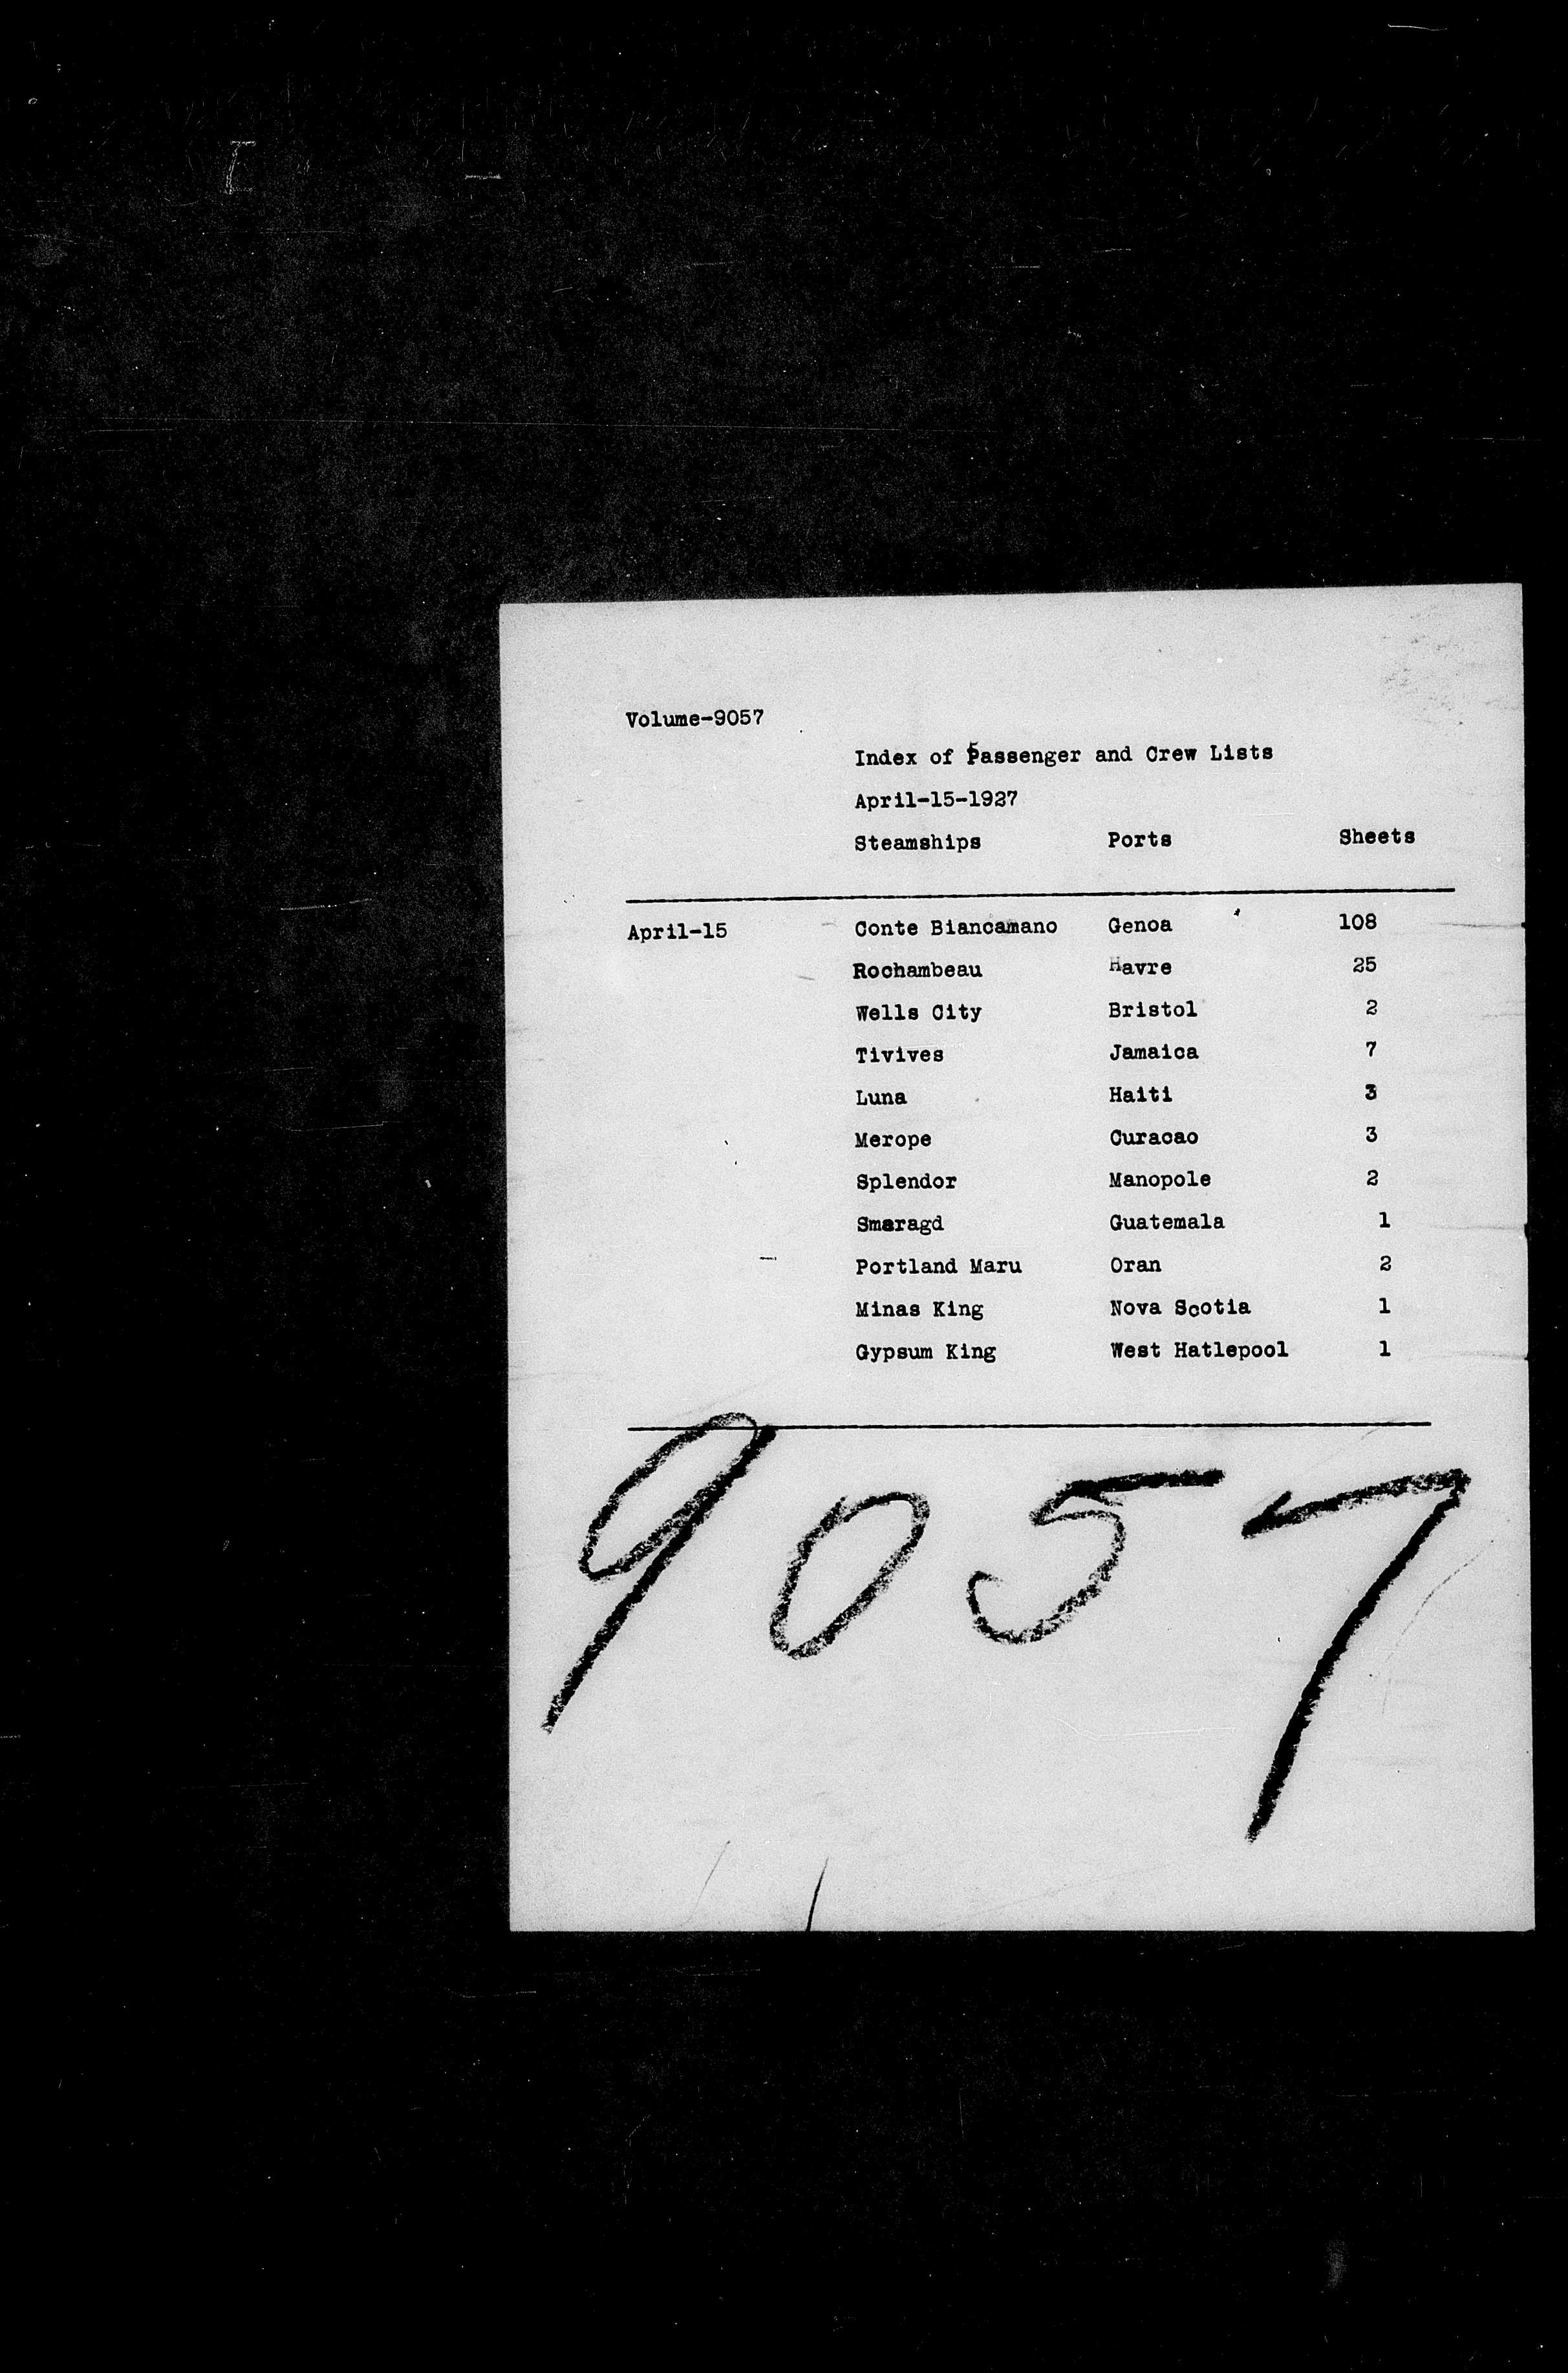 Volume-9057
Index of Passenger and Crew Lists
April-15-1927
Steamships Ports Sheets
April-15 Conte Biancamano Genoa 108
Rochambeau Havre 25
Wells City Bristol 2
Tivives Jamaica 7
Luna Haiti 3
Merope Curacao 3
Splendor Manopole 2
Smaragd Guatemala 1
Portland Maru Oran 2
Minas King Nova Scotia 1
Gypsum King West Hatlepool 1
9057